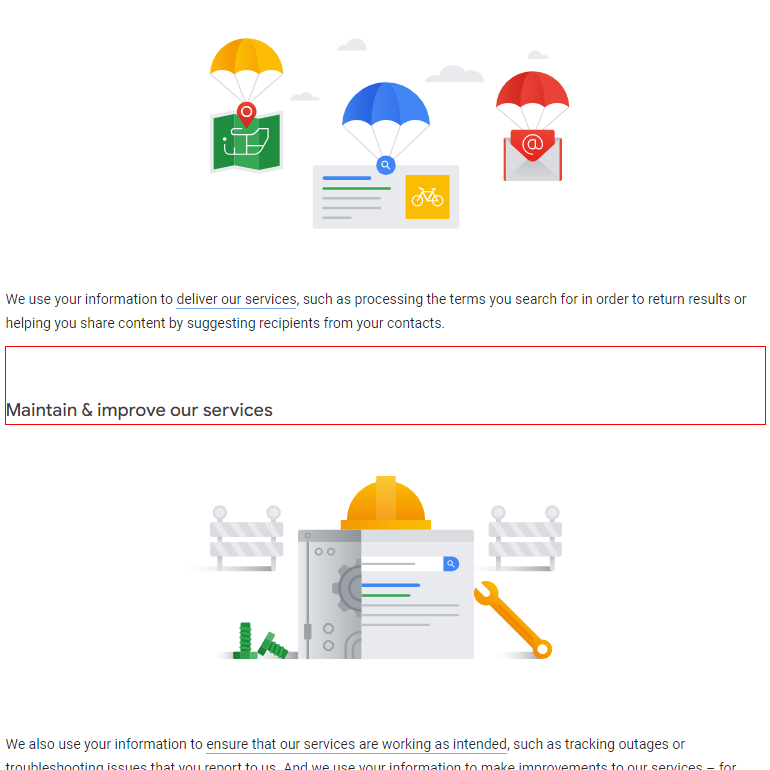 @
We use your information to deliver our services, such as processing the terms you search for in order to return results or
helping you share content by suggesting recipients from your contacts.
Maintain & improve our services
We also use your information to ensure that our services are working as intended, such as tracking outages or
troubleshooting issues that you report to us. And we use your information to make improvements to our services – for